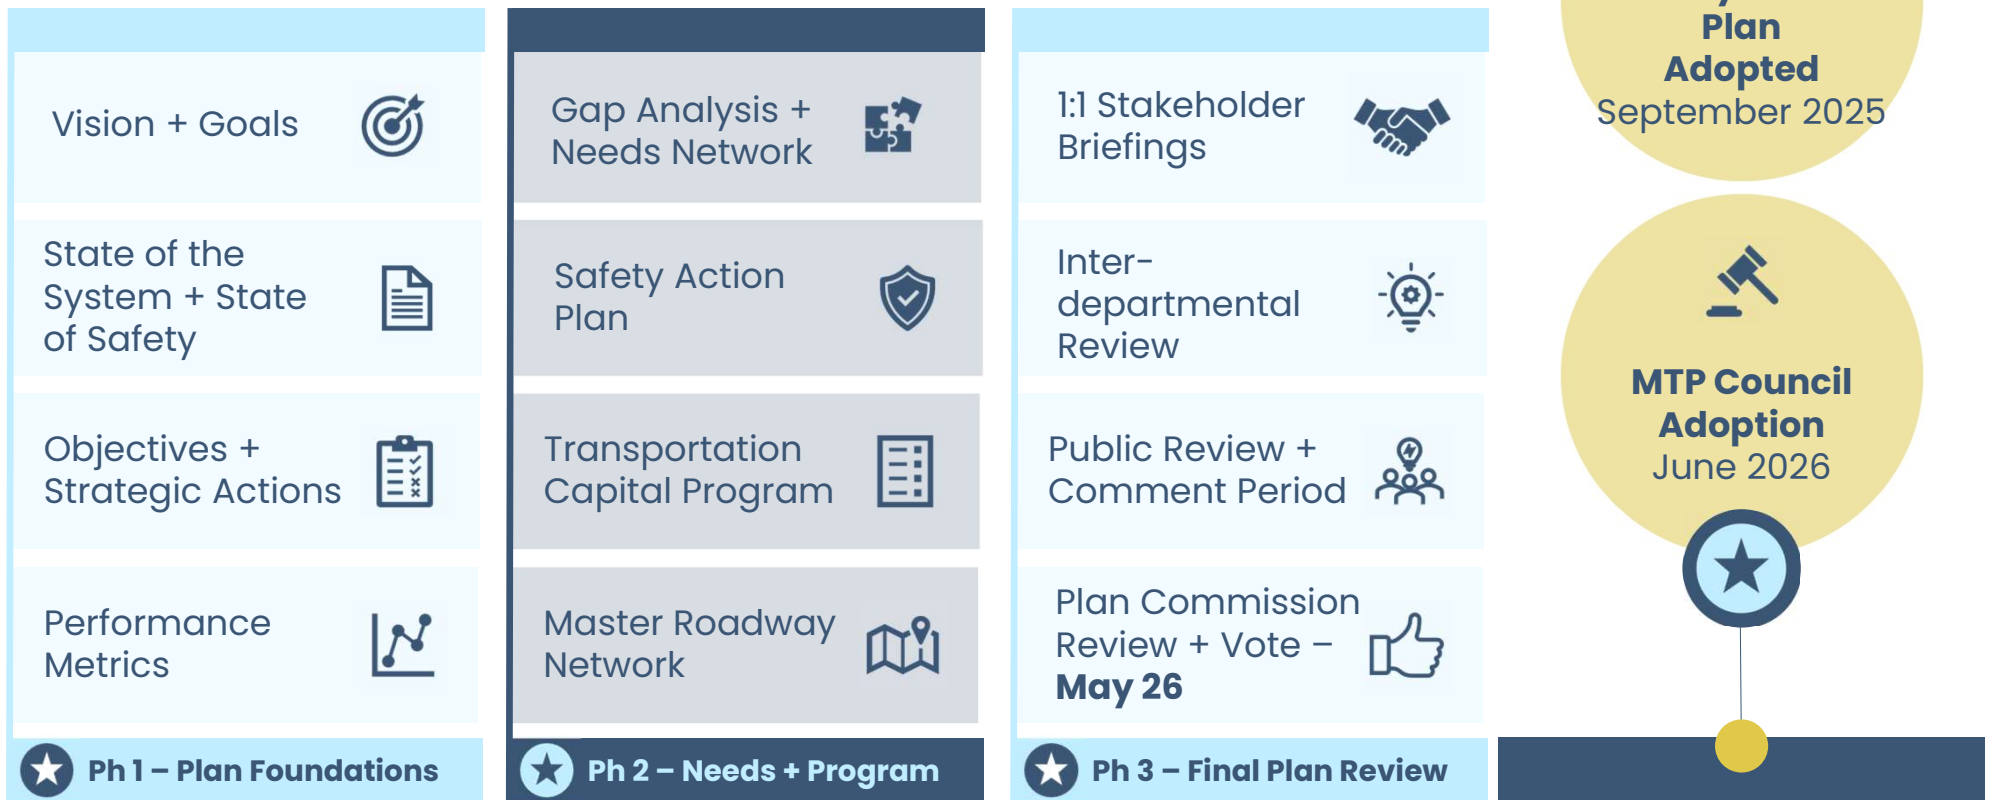 Vision + Goals
State of the
System + State
of Safety
Objectives +
Strategic Actions
Performance
Metrics
Ph 1 – Plan Foundations
Gap Analysis +
Needs Network
Safety Action
Plan
Transportation
Capital Program
Master Roadway
Network
Ph 2 – Needs + Program
1:1 Stakeholder
Briefings
Inter-
departmental
Review
Public Review +
Comment Period
Plan Commission
Review + Vote –
May 26
Ph 3 – Final Plan Review
Plan
Adopted
September 2025
MTP Council
Adoption
June 2026